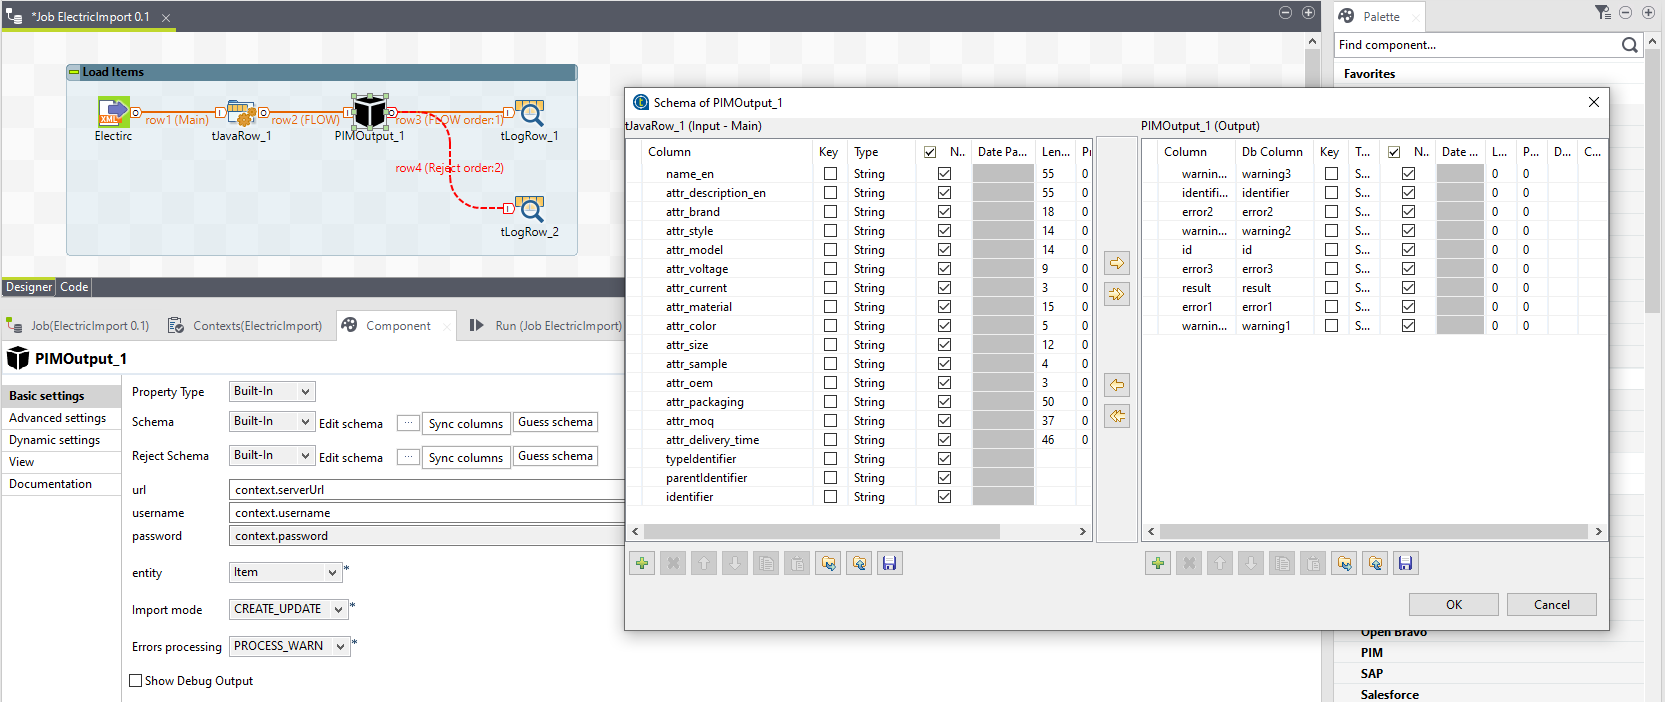 *Job ElectricImport 0.1
Palette
Find component...
Favorites
Load Items
XML
row1 (Main)
row2 (FLOW)
row3 (FLOW order:1)
Electirc
tJavaRow_1
PIMOutput_1
tLogRow_1
row4 (Reject order:2)
tLogRow_2
Designer
Code
Job(ElectricImport 0.1)
Contexts(ElectricImport)
Component
Run (Job ElectricImport)
PIMOutput_1
Basic settings
Advanced settings
Dynamic settings
View
Documentation
Property Type
Built-In
Schema
Built-In
Edit schema
...
Sync columns
Guess schema
Reject Schema
Built-In
Edit schema
...
Sync columns
Guess schema
url
context.serverUrl
username
context.username
password
context.password
entity
Item
*
Import mode
CREATE_UPDATE
*
Errors processing
PROCESS_WARN
*
Show Debug Output
Schema of PIMOutput_1
tJavaRow_1 (Input - Main)
Column Key Type N.. Date Pa... Len... Pr
name_en String 55 0
attr_description_en String 55 0
attr_brand String 18 0
attr_style String 14 0
attr_model String 14 0
attr_voltage String 9 0
attr_current String 3 0
attr_material String 15 0
attr_color String 5 0
attr_size String 12 0
attr_sample String 4 0
attr_oem String 3 0
attr_packaging String 50 0
attr_moq String 37 0
attr_delivery_time String 46 0
typeIdentifier String
parentIdentifier String
identifier String
PIMOutput_1 (Output)
Column Db Column Key T... N.. Date ... L... P... D... C...
warnin... warning3 S... 0 0
identifi... identifier S... 0 0
error2 error2 S... 0 0
warnin... warning2 S... 0 0
id id S... 0 0
error3 error3 S... 0 0
result result S... 0 0
error1 error1 S... 0 0
warnin... warning1 S... 0 0
OK
Cancel
Open Bravo
PIM
SAP
Salesforce